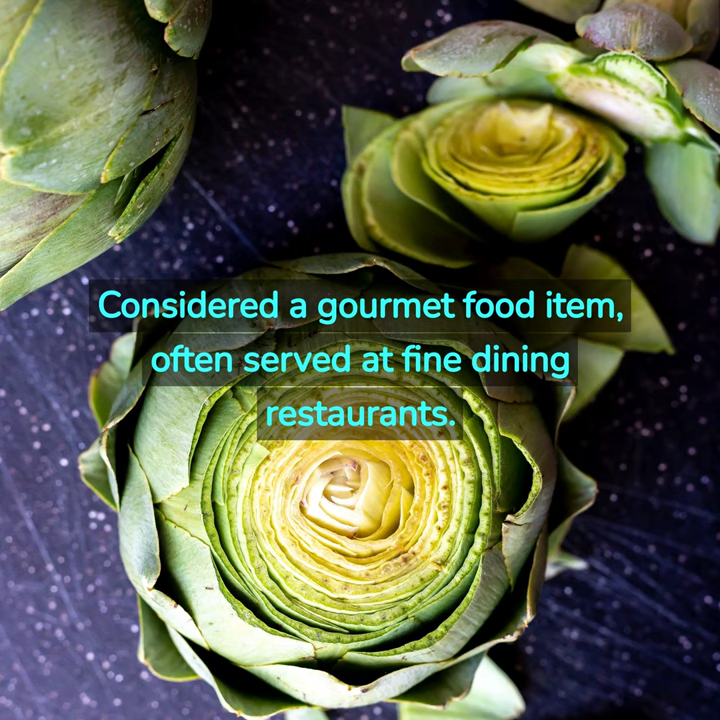 Considered a gourmet food item,
often served at fine dining
restaurants.